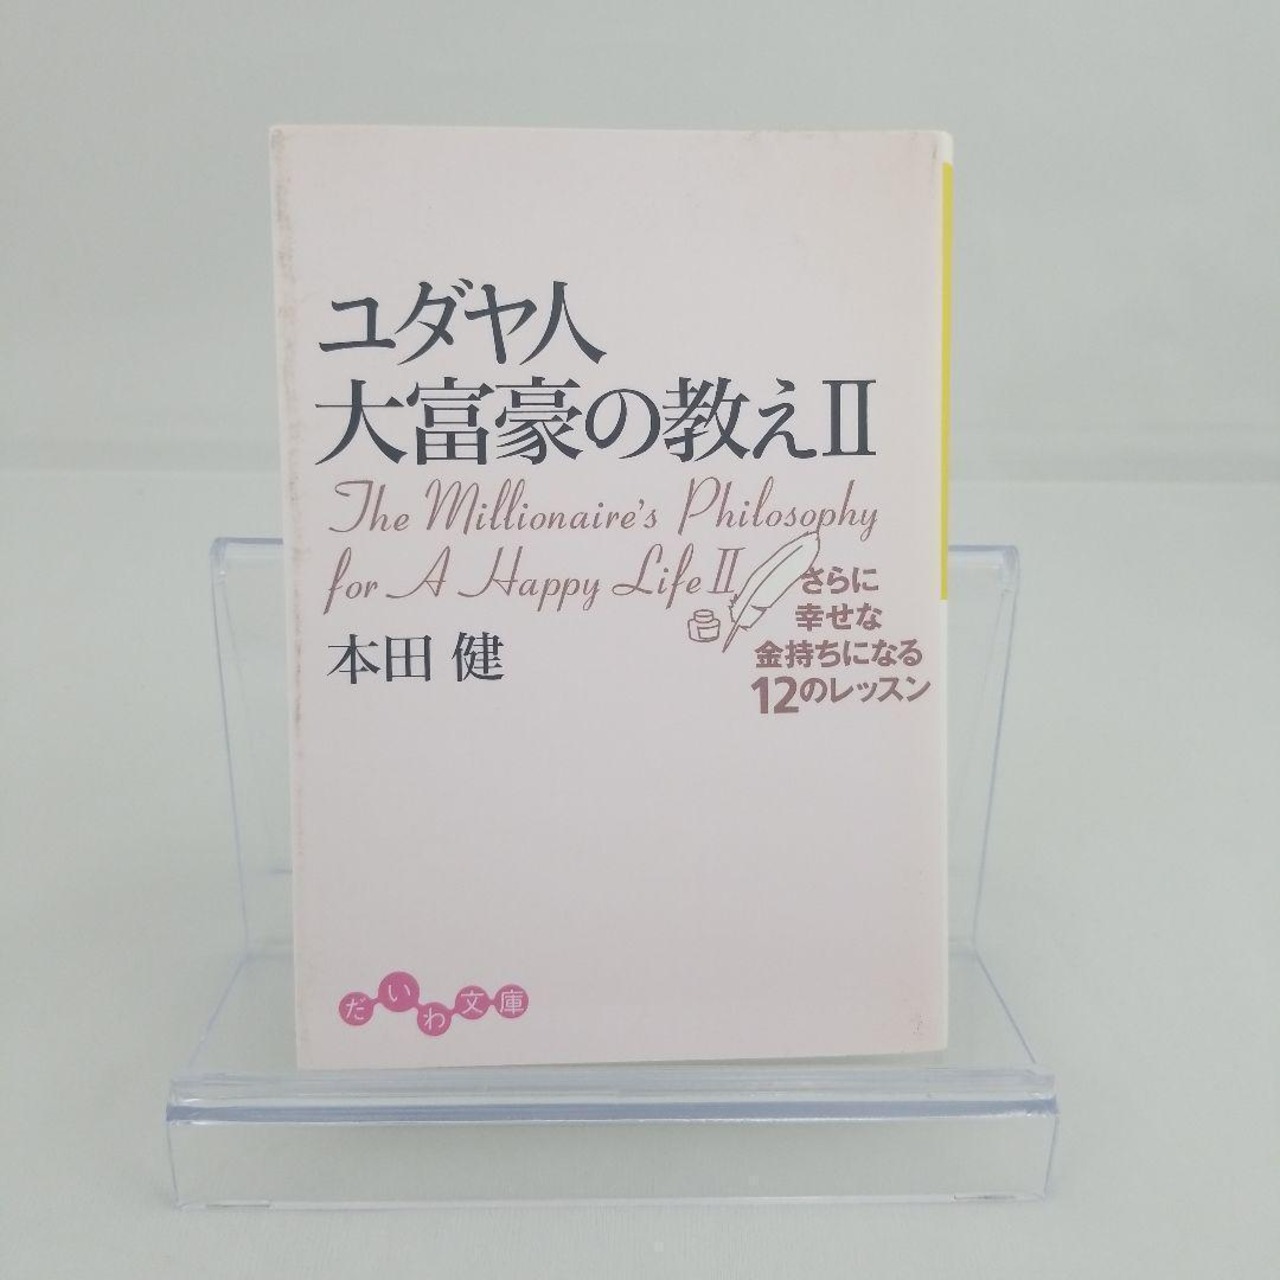 ユダヤ人
大富豪の教えⅡ
The Millionaire's Philosophy
for A Happy Life Ⅱ
さらに
幸せな
金持ちになる
12のレッスン
本田 健
だいわ文庫